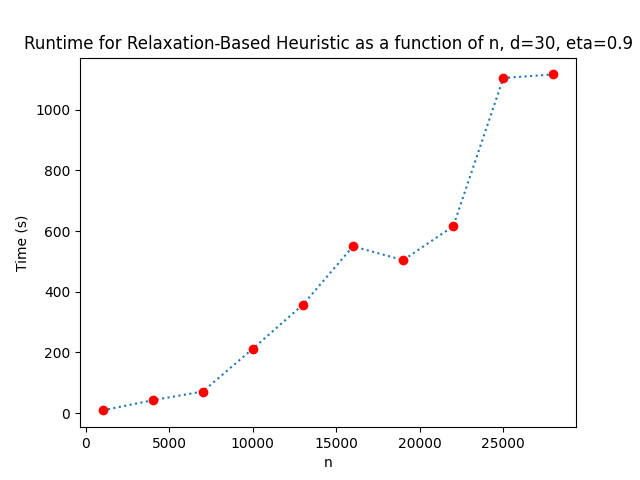 Runtime for Relaxation-Based Heuristic as a function of n, d=30, eta=0.9
1000
800
600
400
200
0
Time (s)
0 5000 10000 15000 20000 25000
n